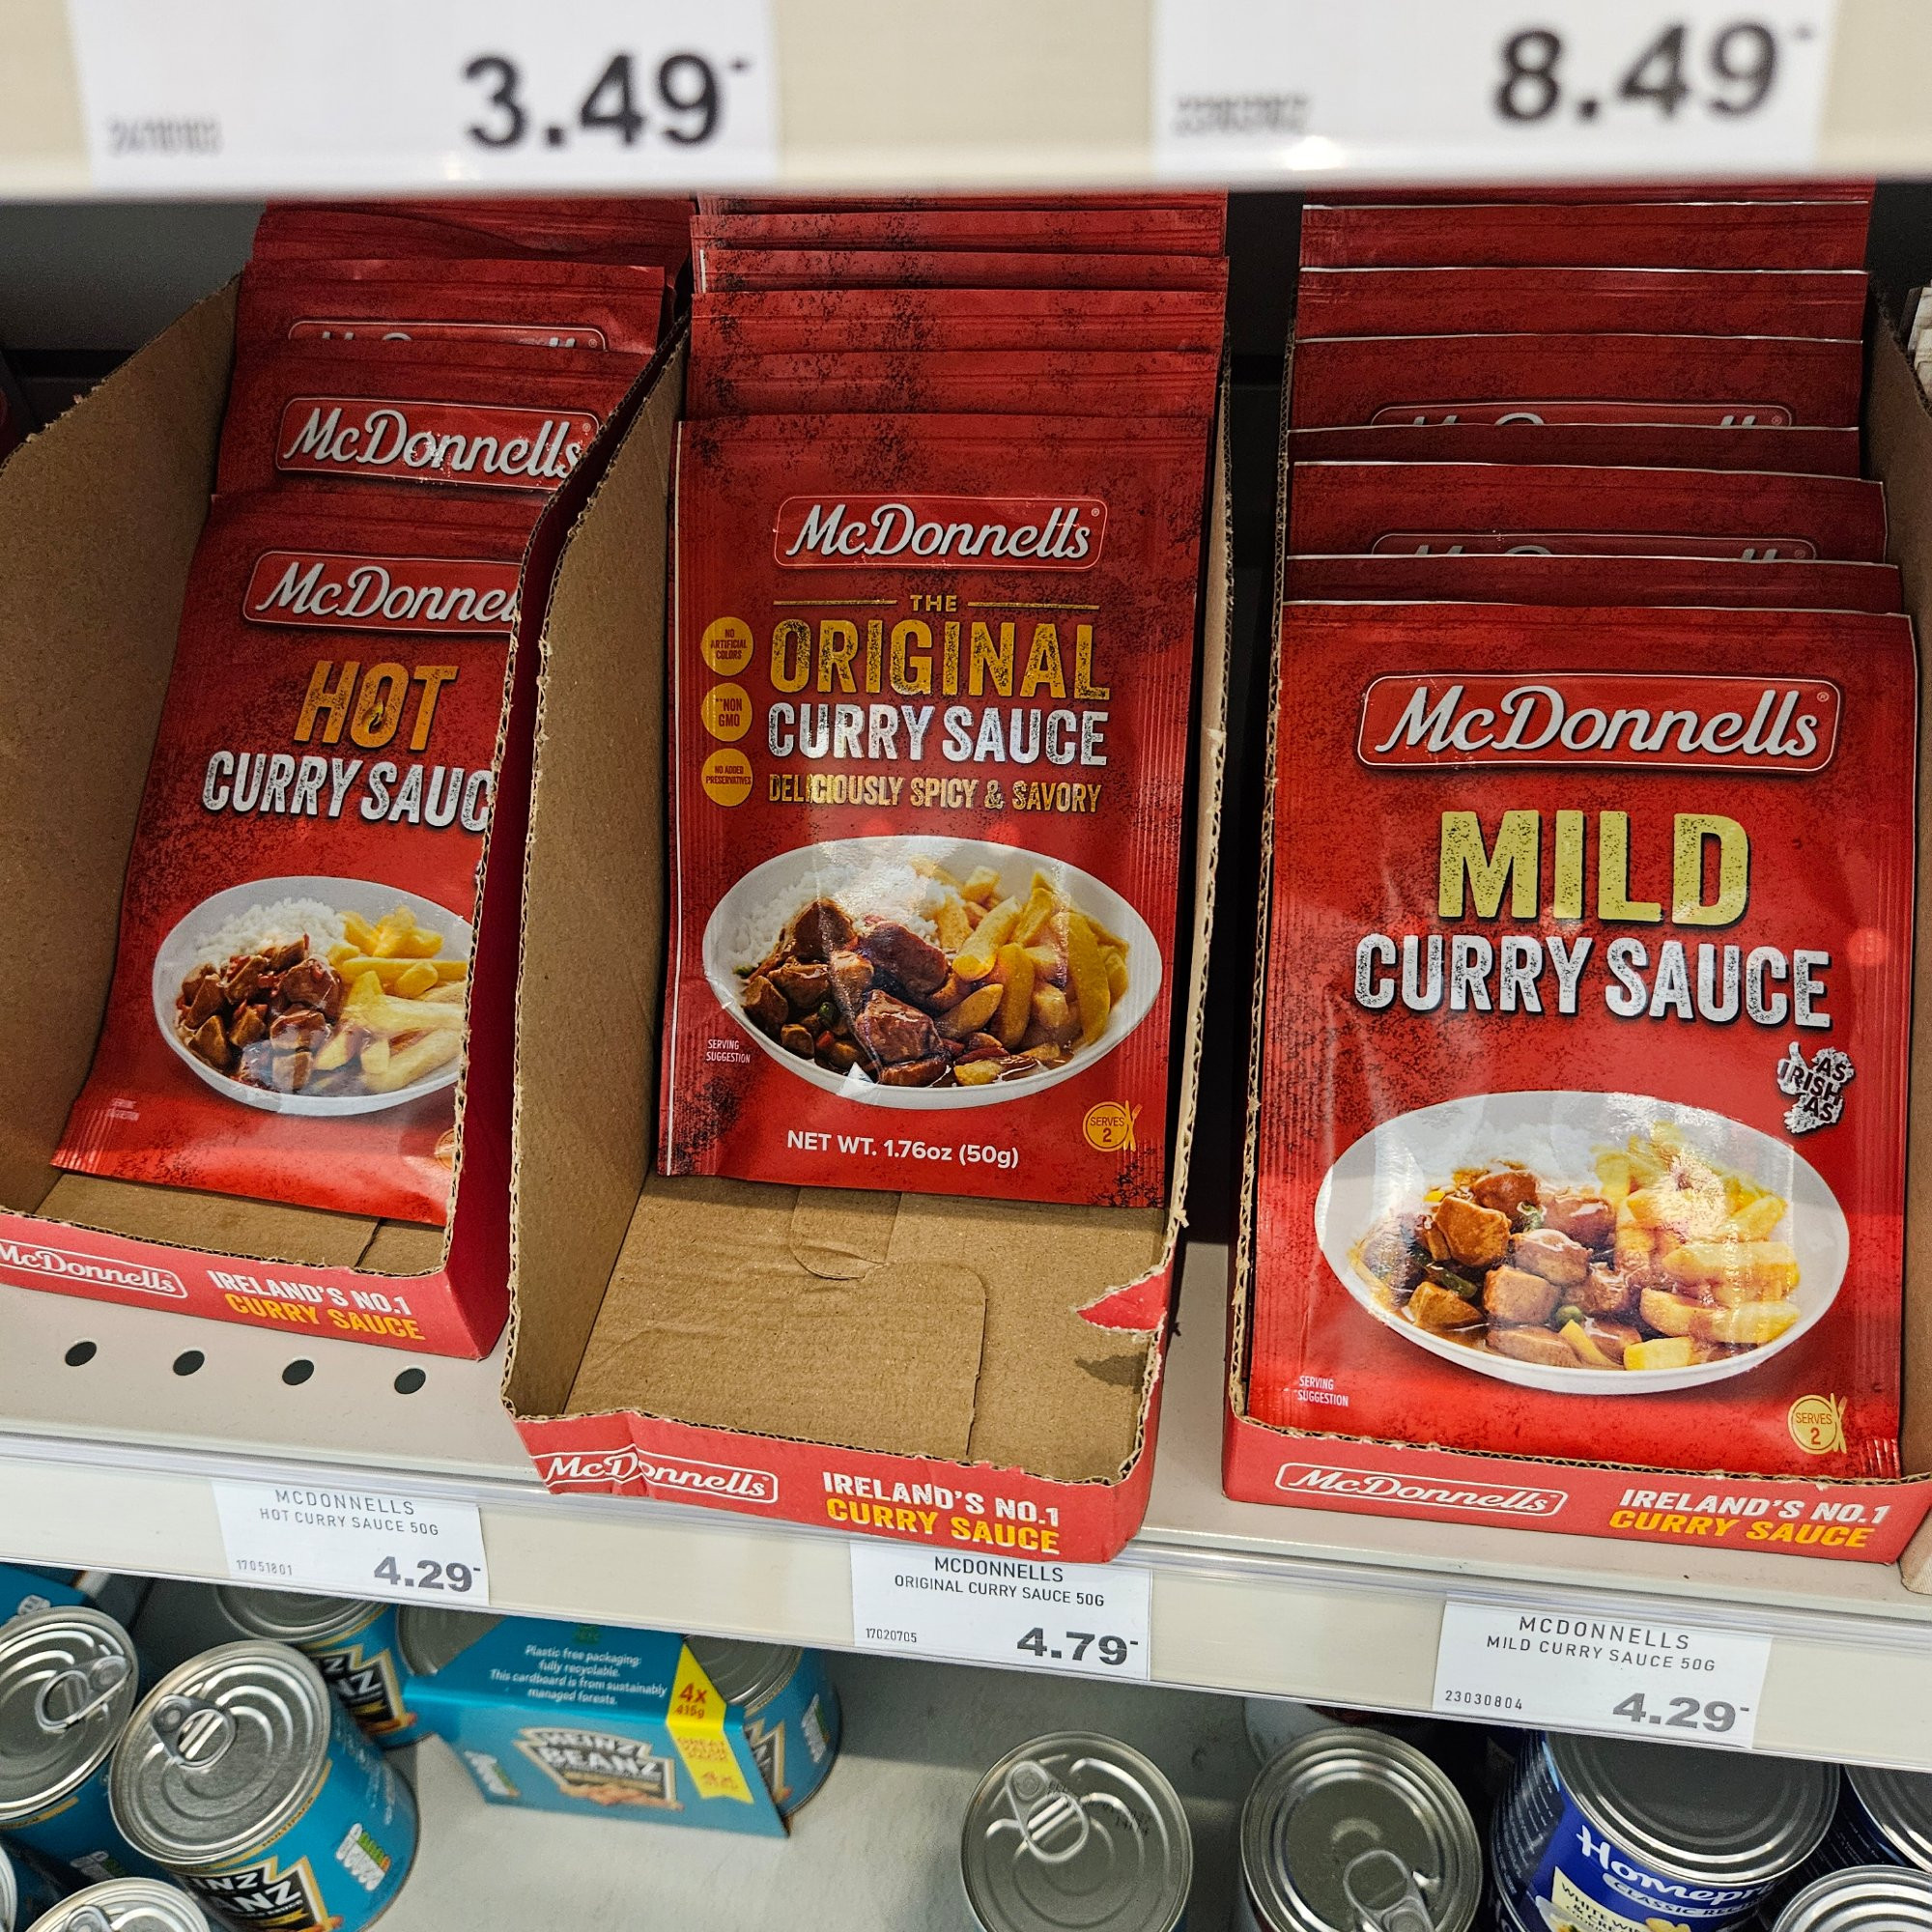 3.49-
8.49-
McDonnells
McDonnells
HOT
CURRY SAUC
McDonnells
IRELAND'S NO.1
CURRY SAUCE
McDonnells®
THE
ORIGINAL
CURRY SAUCE
DELICIOUSLY SPICY & SAVORY
NO
ARTIFICIAL
COLORS
**NON
GMO
NO ADDED
PRESERVATIVES
SERVING
SUGGESTION
SERVES
2
NET WT. 1.76oz (50g)
McDonnells
IRELAND'S NO.1
CURRY SAUCE
McDonnells®
MILD
CURRY SAUCE
AS
IRISH
AS
SERVING
SUGGESTION
SERVES
2
McDonnells
IRELAND'S NO.1
CURRY SAUCE
MCDONNELLS
HOT CURRY SAUCE 50G
17051801
4.29-
MCDONNELLS
ORIGINAL CURRY SAUCE 50G
17020705
4.79-
MCDONNELLS
MILD CURRY SAUCE 50G
23030804
4.29-
Plastic free packaging:
fully recyclable.
This cardboard is from sustainably
managed forests.
4x
415g
HEINZ
BEANZ
Homepri
CLASSIC